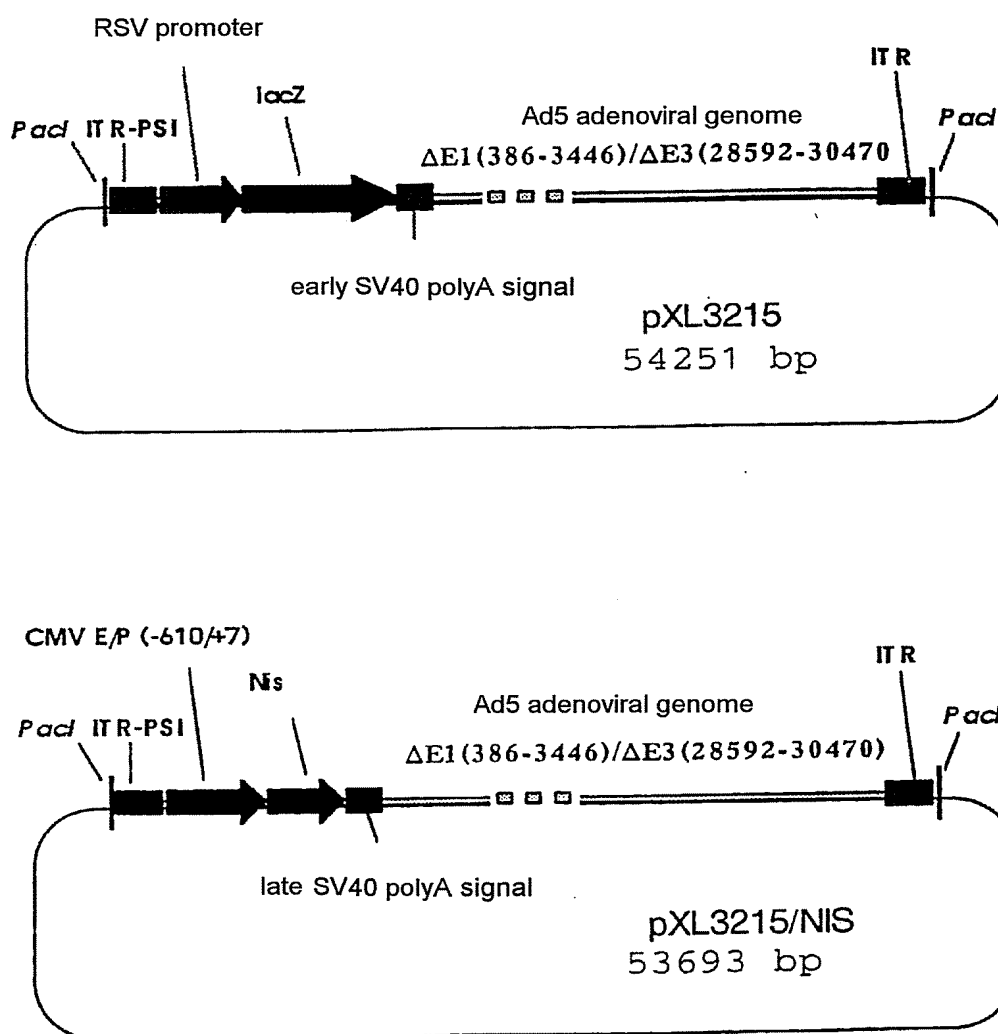 RSV promoter
ITR
lacZ
PacI ITR-PSI
Ad5 adenoviral genome
PacI
ΔE1(386-3446)/ΔE3(28592-30470
early SV40 polyA signal
pXL3215
54251 bp
CMV E/P (-610/+7)
ITR
Nis
Ad5 adenoviral genome
PacI
PacI ITR-PSI
ΔE1(386-3446)/ΔE3(28592-30470)
late SV40 polyA signal
pXL3215/NIS
53693 bp